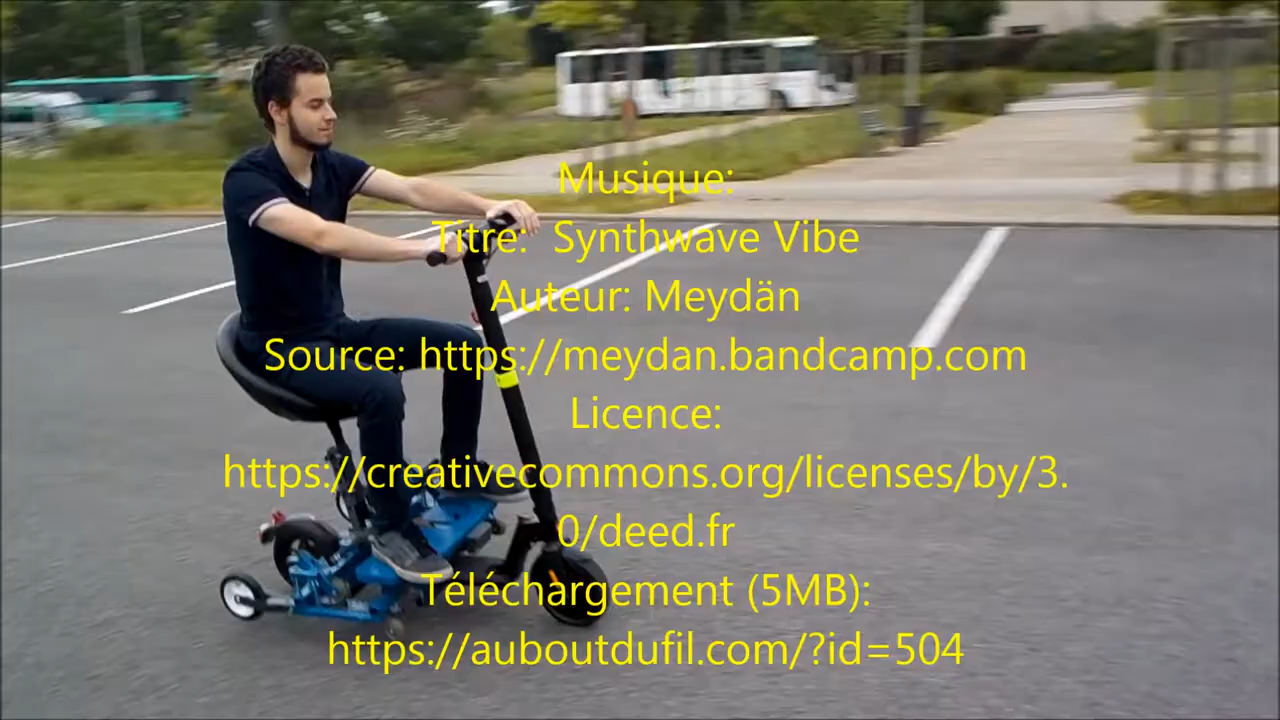 Musique:
Titre:  Synthwave Vibe
Auteur: Meydän
Source: https://meydan.bandcamp.com
Licence:
https://creativecommons.org/licenses/by/3.
0/deed.fr
Téléchargement (5MB):
https://auboutdufil.com/?id=504